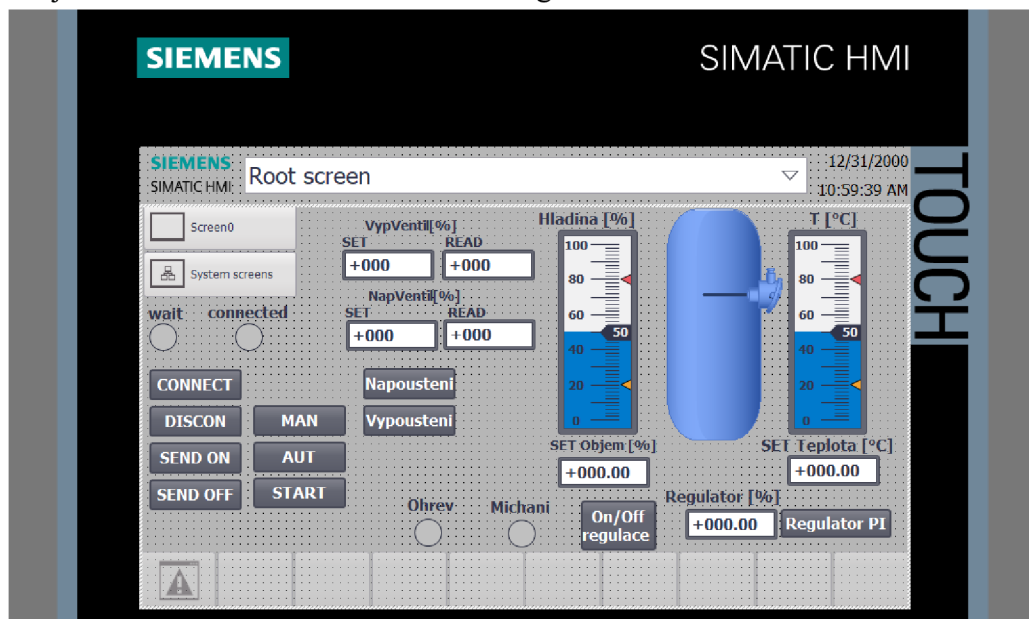 SIEMENS
SIMATIC HMI
TOUCH
SIEMENS
SIMATIC HMI
Root screen
12/31/2000
10:59:39 AM
Screen0
System screens
wait connected
VypVentil[%]
SET READ
+000 +000
NapVentil[%]
SET READ
+000 +000
CONNECT
DISCON MAN
SEND ON AUT
SEND OFF START
Napousteni
Vypousteni
Hladina [%]
100
80
60
50
40
20
0
SET Objem [%]
+000.00
T [°C]
100
80
60
50
40
20
0
SET Teplota [°C]
+000.00
Ohrev Michani
On/Off
regulace
Regulator [%]
+000.00 Regulator PI